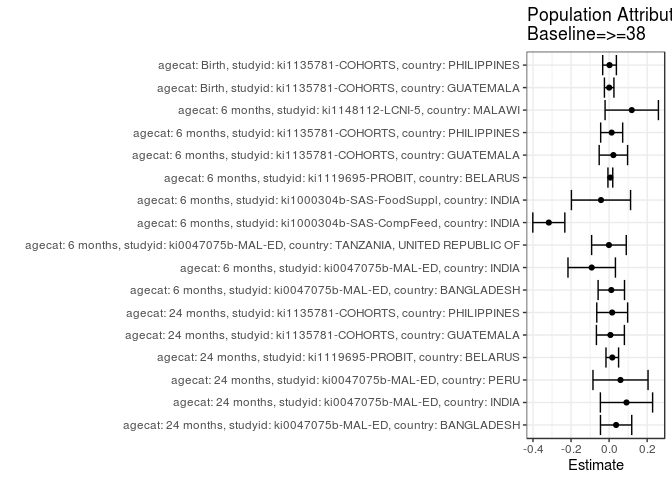 Population Attribut
Baseline=>=38
agecat: Birth, studyid: ki1135781-COHORTS, country: PHILIPPINES
agecat: Birth, studyid: ki1135781-COHORTS, country: GUATEMALA
agecat: 6 months, studyid: ki1148112-LCNI-5, country: MALAWI
agecat: 6 months, studyid: ki1135781-COHORTS, country: PHILIPPINES
agecat: 6 months, studyid: ki1135781-COHORTS, country: GUATEMALA
agecat: 6 months, studyid: ki1119695-PROBIT, country: BELARUS
agecat: 6 months, studyid: ki1000304b-SAS-FoodSuppl, country: INDIA
agecat: 6 months, studyid: ki1000304b-SAS-CompFeed, country: INDIA
agecat: 6 months, studyid: ki0047075b-MAL-ED, country: TANZANIA, UNITED REPUBLIC OF
agecat: 6 months, studyid: ki0047075b-MAL-ED, country: INDIA
agecat: 6 months, studyid: ki0047075b-MAL-ED, country: BANGLADESH
agecat: 24 months, studyid: ki1135781-COHORTS, country: PHILIPPINES
agecat: 24 months, studyid: ki1135781-COHORTS, country: GUATEMALA
agecat: 24 months, studyid: ki1119695-PROBIT, country: BELARUS
agecat: 24 months, studyid: ki0047075b-MAL-ED, country: PERU
agecat: 24 months, studyid: ki0047075b-MAL-ED, country: INDIA
agecat: 24 months, studyid: ki0047075b-MAL-ED, country: BANGLADESH
-0.4 -0.2 0.0 0.2
Estimate